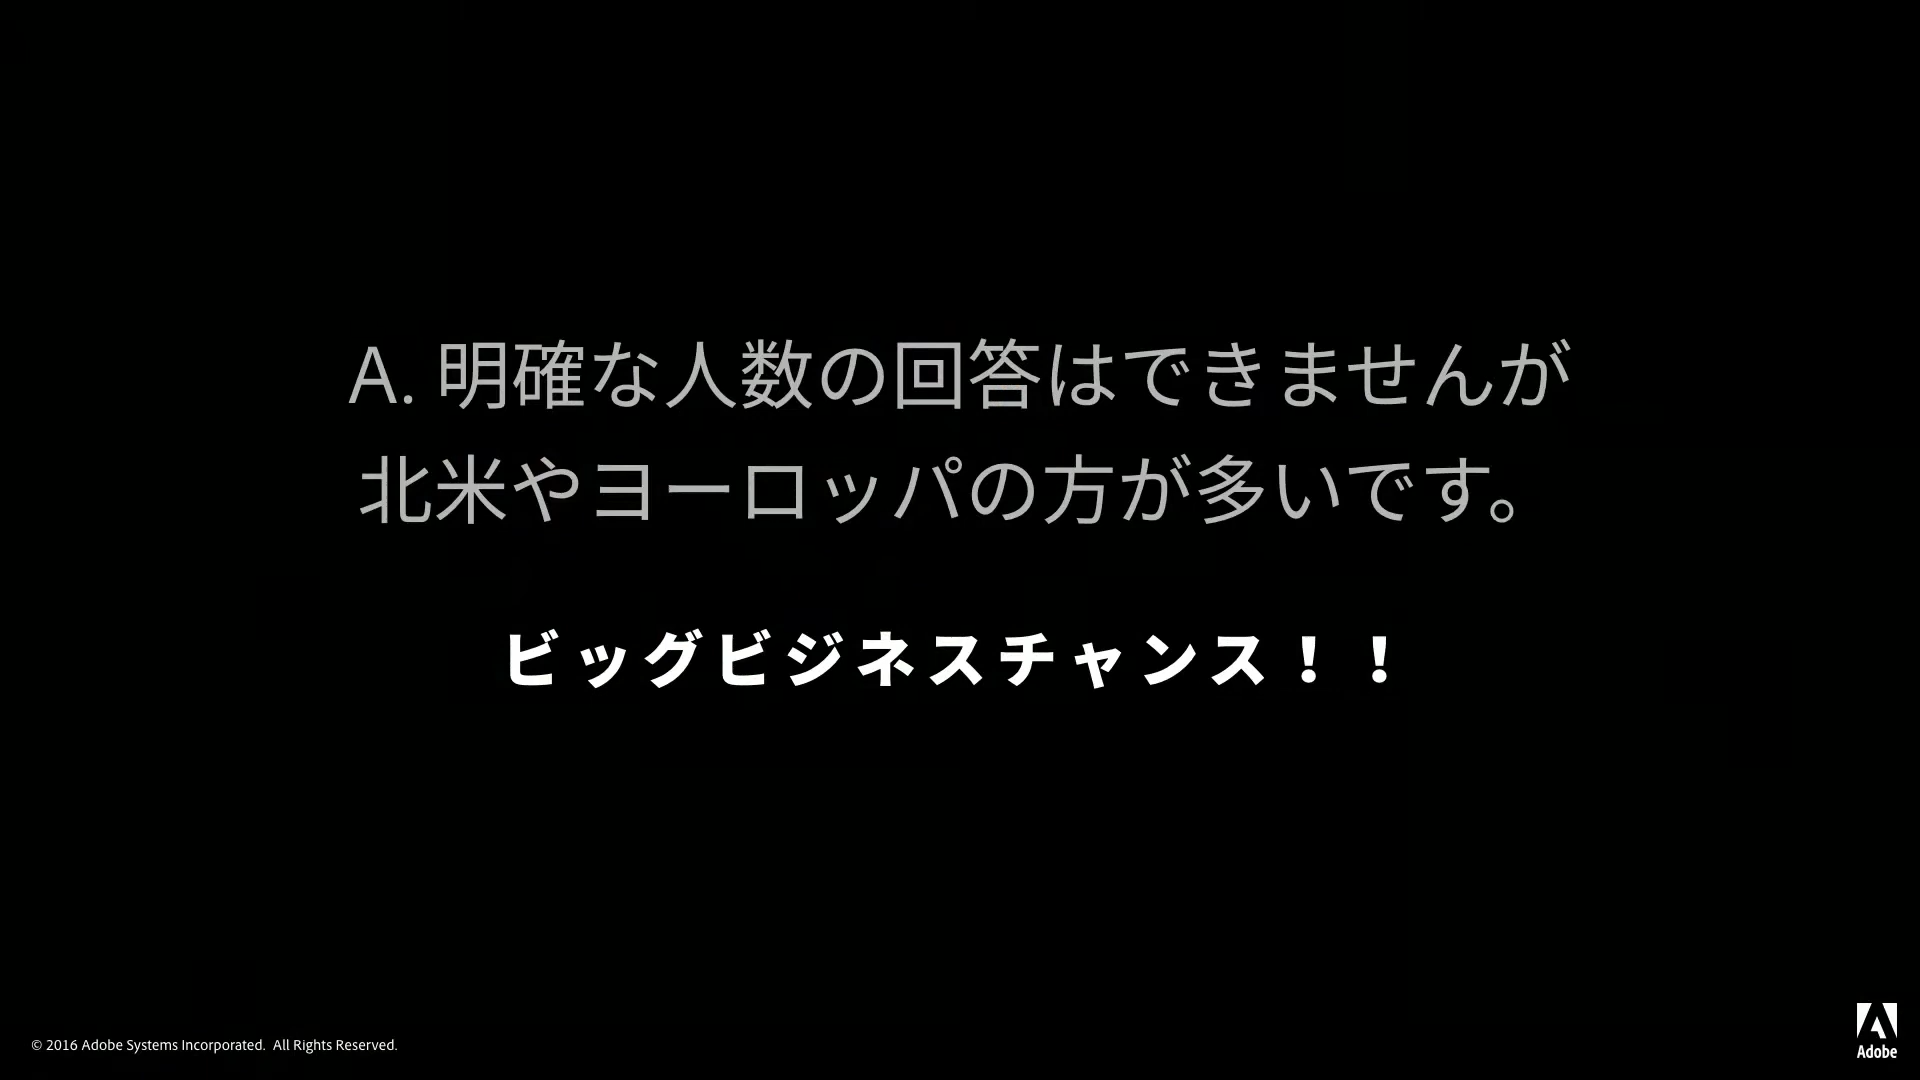 A. 明確な人数の回答はできませんが
北米やヨーロッパの方が多いです。
ビッグビジネスチャンス！！
© 2016 Adobe Systems Incorporated. All Rights Reserved.
Adobe